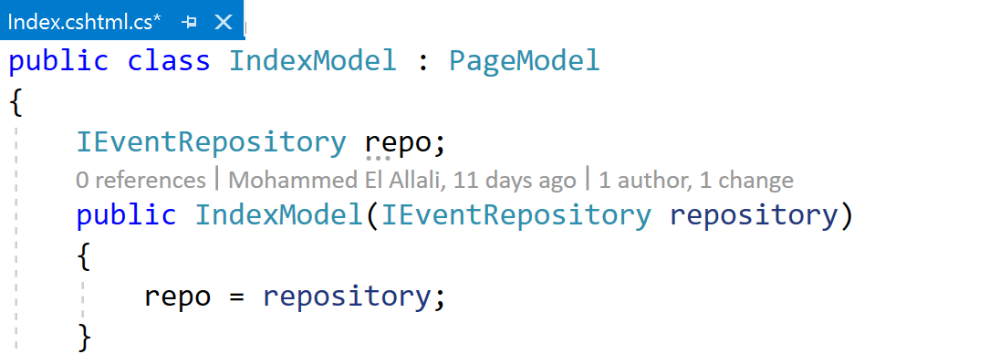 Index.cshtml.cs*
public class IndexModel : PageModel
{
IEventRepository repo;
0 references | Mohammed El Allali, 11 days ago | 1 author, 1 change
public IndexModel(IEventRepository repository)
{
repo = repository;
}